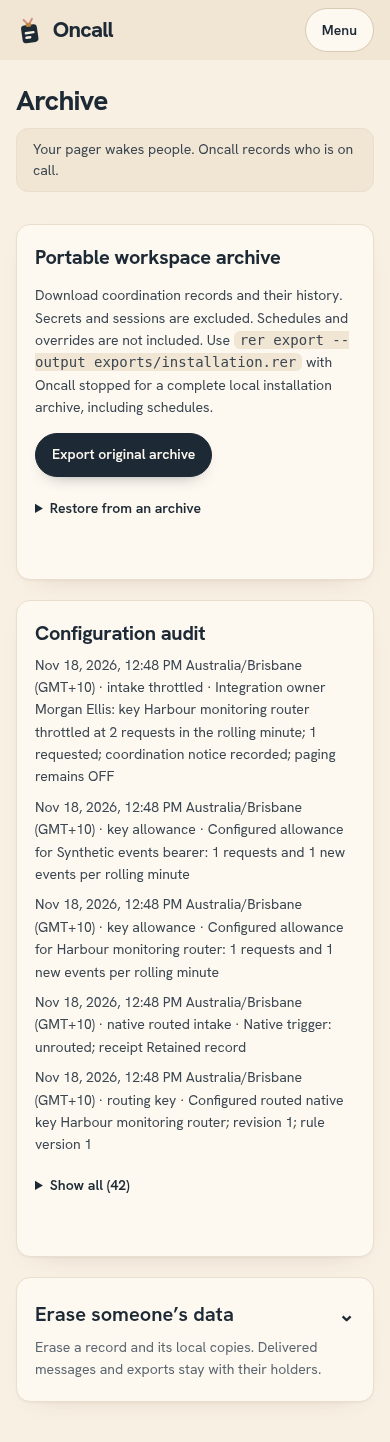 Oncall
Menu
Archive
Your pager wakes people. Oncall records who is on
call.
Portable workspace archive
Download coordination records and their history.
Secrets and sessions are excluded. Schedules and
overrides are not included. Use rer export --
output exports/installation.rer with
Oncall stopped for a complete local installation
archive, including schedules.
Export original archive
Restore from an archive
Configuration audit
Nov 18, 2026, 12:48 PM Australia/Brisbane
(GMT+10) · intake throttled · Integration owner
Morgan Ellis: key Harbour monitoring router
throttled at 2 requests in the rolling minute; 1
requested; coordination notice recorded; paging
remains OFF
Nov 18, 2026, 12:48 PM Australia/Brisbane
(GMT+10) · key allowance · Configured allowance
for Synthetic events bearer: 1 requests and 1 new
events per rolling minute
Nov 18, 2026, 12:48 PM Australia/Brisbane
(GMT+10) · key allowance · Configured allowance
for Harbour monitoring router: 1 requests and 1
new events per rolling minute
Nov 18, 2026, 12:48 PM Australia/Brisbane
(GMT+10) · native routed intake · Native trigger:
unrouted; receipt Retained record
Nov 18, 2026, 12:48 PM Australia/Brisbane
(GMT+10) · routing key · Configured routed native
key Harbour monitoring router; revision 1; rule
version 1
Show all (42)
Erase someone’s data
Erase a record and its local copies. Delivered
messages and exports stay with their holders.